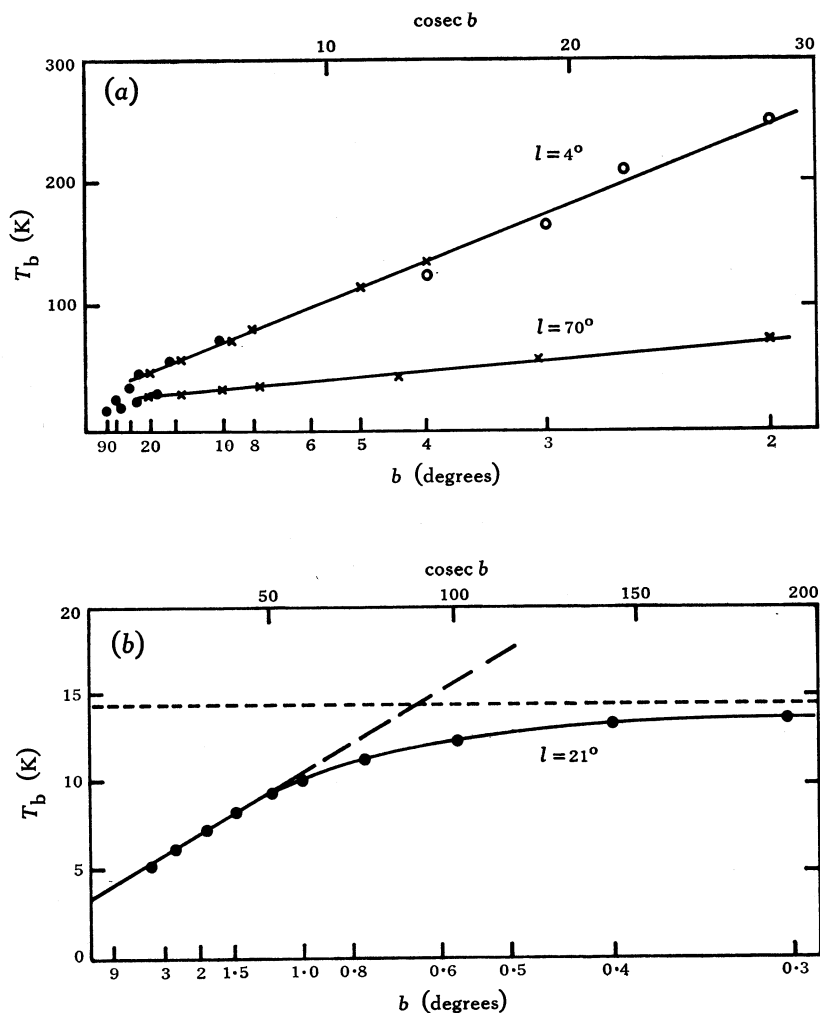 cosec b
10 20 30
(a)
300
200
100
T_b (K)
l = 4°
l = 70°
90 20 10 8 6 5 4 3 2
b (degrees)
cosec b
50 100 150 200
(b)
20
15
10
5
0
T_b (K)
l = 21°
9 3 2 1·5 1·0 0·8 0·6 0·5 0·4 0·3
b (degrees)